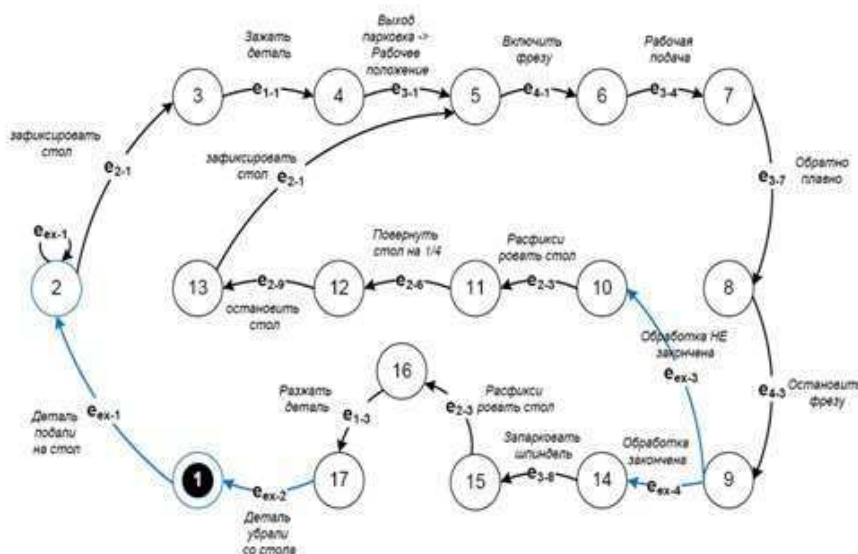 Зажать
деталь
Выход
парковка ->
Рабочее
положение
Включить
фрезу
Рабочая
подача
3
e1-1
4
e3-1
5
e4-1
6
e3-4
7
зафиксировать
стол
e2-1
зафиксировать
стол
e2-1
Обратно
плавно
e3-7
eex-1
Повернуть
стол на 1/4
Расфикси
ровать стол
2
13
e2-9
12
e2-6
11
e2-3
10
8
остановить
стол
Обработка НЕ
закончена
eex-3
16
Разжать
деталь
e1-3
e2-3
Расфикси
ровать стол
Остановить
фрезу
e4-3
Деталь
подали
на стол
eex-1
Запарковать
шпиндель
Обработка
закончена
1
eex-2
17
15
14
eex-4
9
Деталь
убрали
со стола